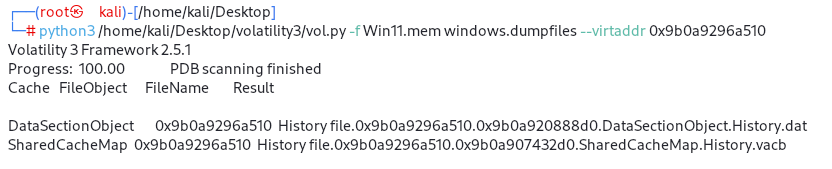 ┌──(root㉿kali)-[/home/kali/Desktop]
└─# python3 /home/kali/Desktop/volatility3/vol.py -f Win11.mem windows.dumpfiles --virtaddr 0x9b0a9296a510
Volatility 3 Framework 2.5.1
Progress: 100.00 PDB scanning finished
Cache FileObject FileName Result
DataSectionObject 0x9b0a9296a510 History file.0x9b0a9296a510.0x9b0a920888d0.DataSectionObject.History.dat
SharedCacheMap 0x9b0a9296a510 History file.0x9b0a9296a510.0x9b0a907432d0.SharedCacheMap.History.vacb